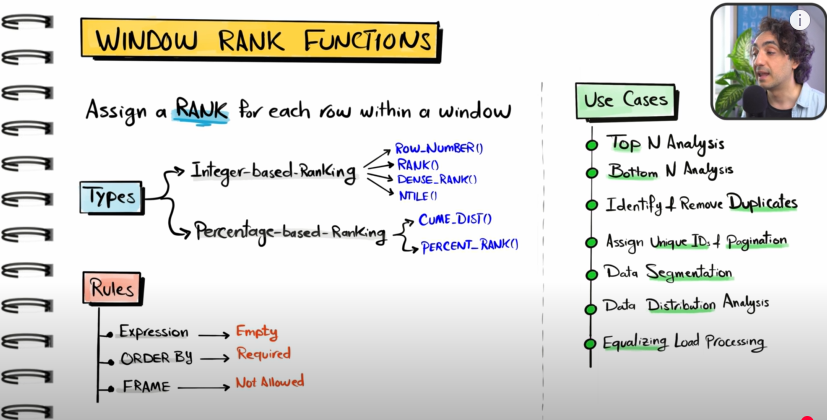 WINDOW RANK FUNCTIONS
Assign a RANK for each row within a window
Types
Integer-based-Ranking
ROW_NUMBER()
RANK()
DENSE_RANK()
NTILE()
Percentage-based-Ranking
CUME_DIST()
PERCENT_RANK()
Rules
Expression → Empty
ORDER BY → Required
FRAME → Not Allowed
Use Cases
Top N Analysis
Bottom N Analysis
Identify & Remove Duplicates
Assign Unique IDs & Pagination
Data Segmentation
Data Distribution Analysis
Equalizing Load Processing
i